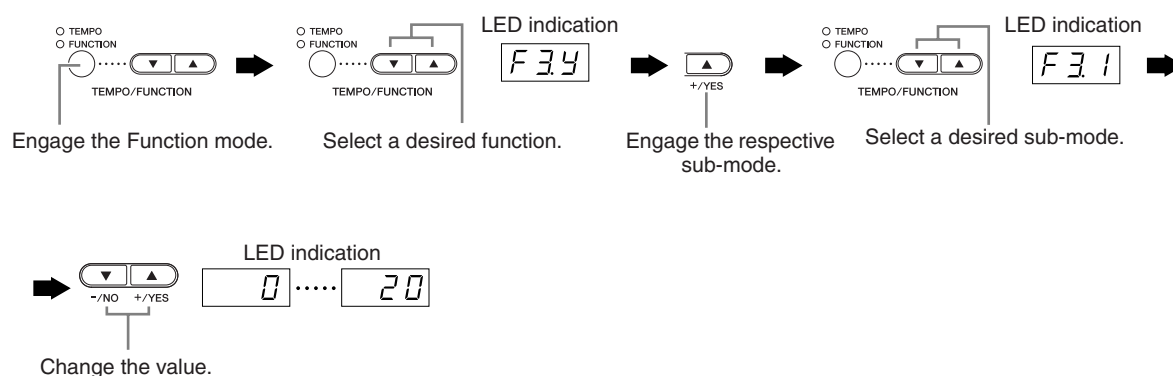 LED indication
LED indication
TEMPO
FUNCTION
TEMPO
FUNCTION
TEMPO
FUNCTION
F 3.Y
F 3.1
+/YES
TEMPO/FUNCTION
TEMPO/FUNCTION
TEMPO/FUNCTION
Engage the Function mode.
Select a desired function.
Engage the respective
sub-mode.
Select a desired sub-mode.
LED indication
0 ..... 20
-/NO +/YES
Change the value.